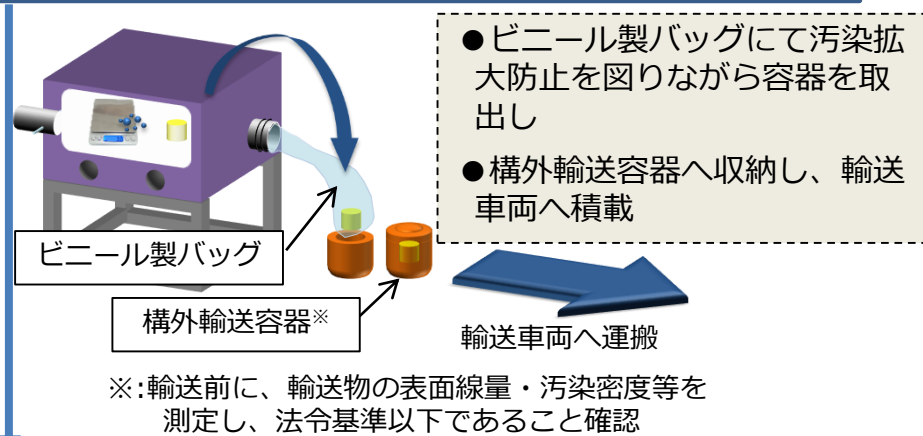 ●ビニール製バッグにて汚染拡
大防止を図りながら容器を取
出し
●構外輸送容器へ収納し、輸送
車両へ積載
ビニール製バッグ
構外輸送容器※
輸送車両へ運搬
※:輸送前に、輸送物の表面線量・汚染密度等を
測定し、法令基準以下であること確認